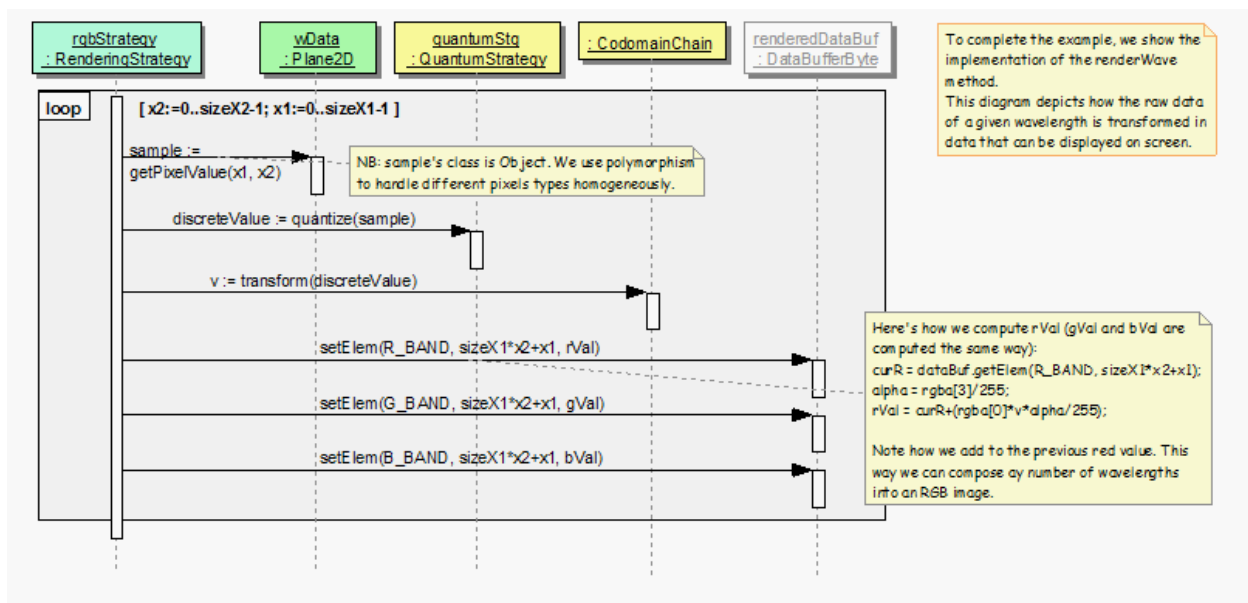 rgbStrategy
: RenderingStrategy
wData
: Plane2D
quantumStg
: QuantumStrategy
: CodomainChain
renderedDataBuf
: DataBufferByte
To complete the example, we show the
implementation of the renderWave
method.
This diagram depicts how the raw data
of a given wavelength is transformed in
data that can be displayed on screen.
loop
[ x2:=0..sizeX2-1; x1:=0..sizeX1-1 ]
sample :=
getPixelValue(x1, x2)
NB: sample's class is Object. We use polymorphism
to handle different pixels types homogeneously.
discreteValue := quantize(sample)
v := transform(discreteValue)
setElem(R_BAND, sizeX1*x2+x1, rVal)
setElem(G_BAND, sizeX1*x2+x1, gVal)
setElem(B_BAND, sizeX1*x2+x1, bVal)
Here's how we compute rVal (gVal and bVal are
computed the same way):
curR = dataBuf.getElem(R_BAND, sizeX1*x2+x1);
alpha = rgba[3]/255;
rVal = curR+(rgba[0]*v*alpha/255);
Note how we add to the previous red value. This
way we can compose ay number of wavelengths
into an RGB image.